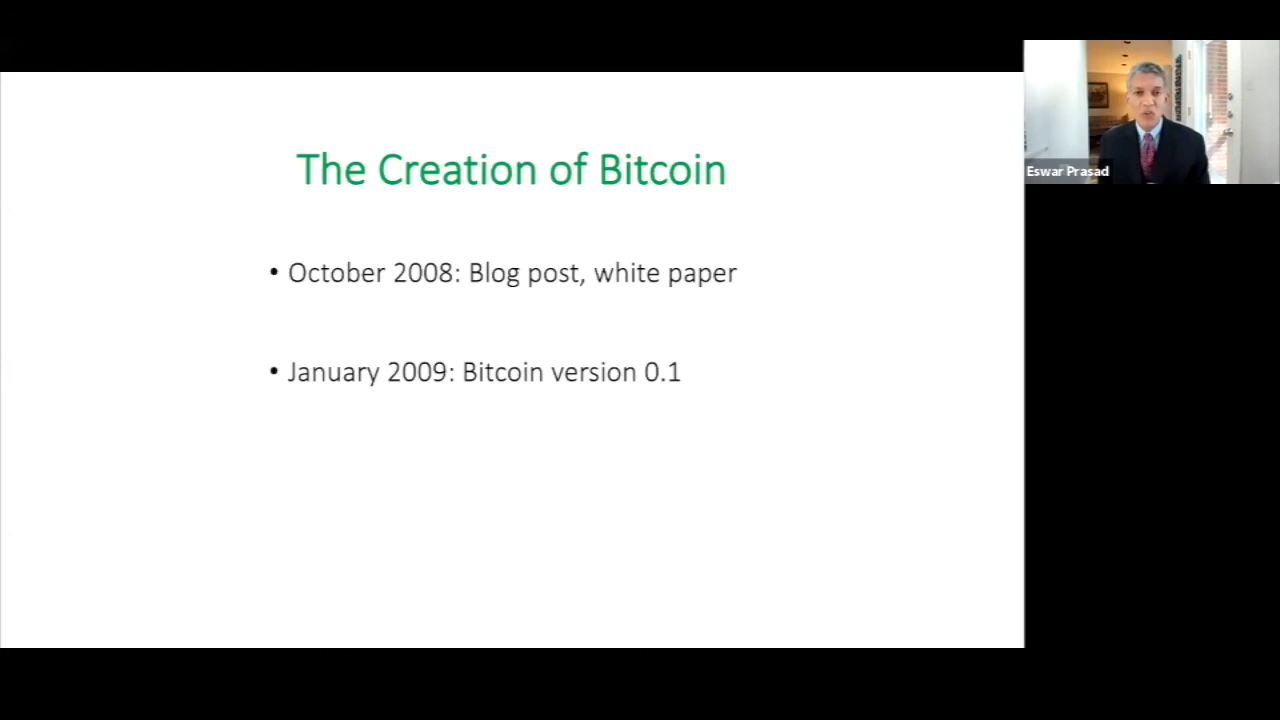 The Creation of Bitcoin
• October 2008: Blog post, white paper
• January 2009: Bitcoin version 0.1
Eswar Prasad